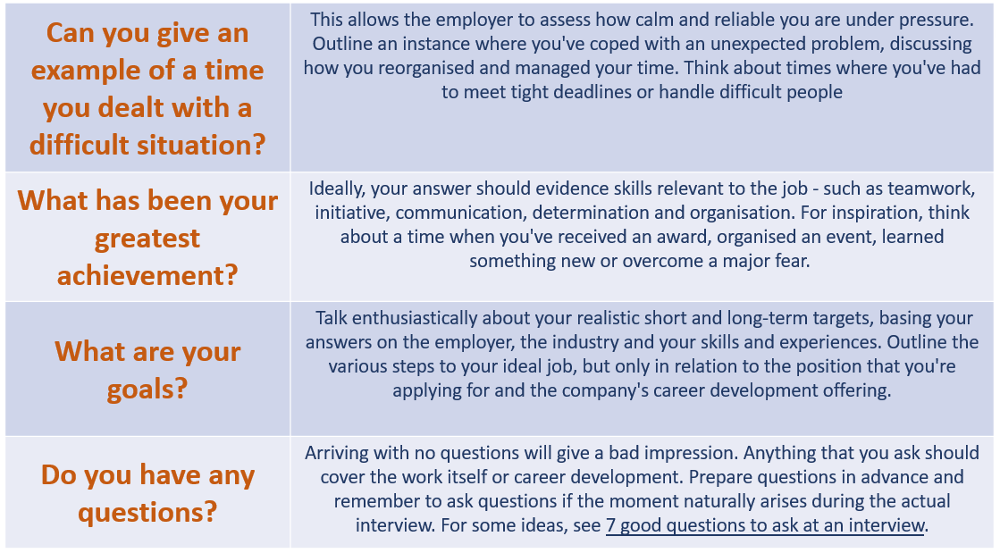 Can you give an
example of a time
you dealt with a
difficult situation?
This allows the employer to assess how calm and reliable you are under pressure.
Outline an instance where you've coped with an unexpected problem, discussing
how you reorganised and managed your time. Think about times where you've had
to meet tight deadlines or handle difficult people
What has been your
greatest
achievement?
Ideally, your answer should evidence skills relevant to the job - such as teamwork,
initiative, communication, determination and organisation. For inspiration, think
about a time when you've received an award, organised an event, learned
something new or overcome a major fear.
What are your
goals?
Talk enthusiastically about your realistic short and long-term targets, basing your
answers on the employer, the industry and your skills and experiences. Outline the
various steps to your ideal job, but only in relation to the position that you're
applying for and the company's career development offering.
Do you have any
questions?
Arriving with no questions will give a bad impression. Anything that you ask should
cover the work itself or career development. Prepare questions in advance and
remember to ask questions if the moment naturally arises during the actual
interview. For some ideas, see 7 good questions to ask at an interview.